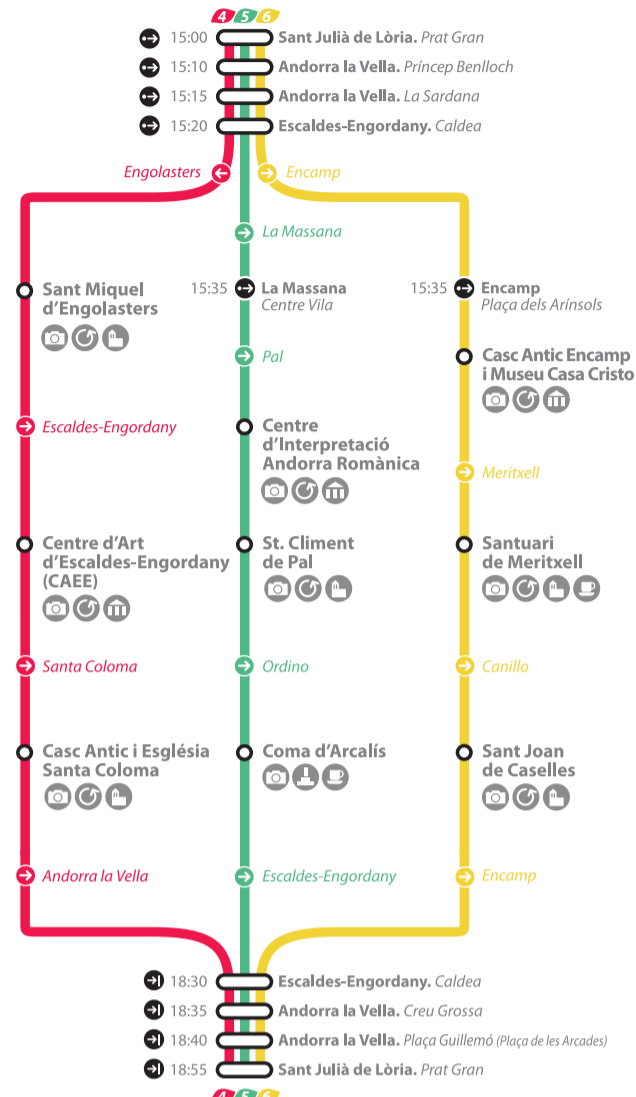 4 5 6
15:00 Sant Julià de Lòria. Prat Gran
15:10 Andorra la Vella. Príncep Benlloch
15:15 Andorra la Vella. La Sardana
15:20 Escaldes-Engordany. Caldea
Engolasters
Encamp
La Massana
Sant Miquel
d’Engolasters
15:35 La Massana
Centre Vila
15:35 Encamp
Plaça dels Arínsols
Pal
Casc Antic Encamp
i Museu Casa Cristo
Escaldes-Engordany
Centre
d’Interpretació
Andorra Romànica
Meritxell
Centre d’Art
d’Escaldes-Engordany
(CAEE)
St. Climent
de Pal
Santuari
de Meritxell
Santa Coloma
Ordino
Canillo
Casc Antic i Església
Santa Coloma
Coma d’Arcalís
Sant Joan
de Caselles
Andorra la Vella
Escaldes-Engordany
Encamp
18:30 Escaldes-Engordany. Caldea
18:35 Andorra la Vella. Creu Grossa
18:40 Andorra la Vella. Plaça Guillemó (Plaça de les Arcades)
18:55 Sant Julià de Lòria. Prat Gran
4 5 6